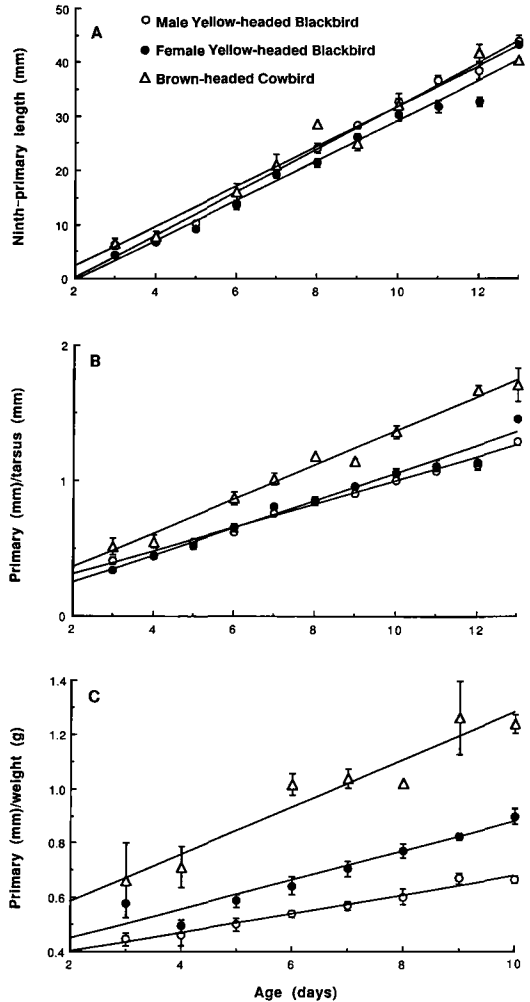 A
Male Yellow-headed Blackbird
Female Yellow-headed Blackbird
Brown-headed Cowbird
Ninth-primary length (mm)
50
40
30
20
10
0
2 4 6 8 10 12
B
Primary (mm)/tarsus (mm)
2
1
0
2 4 6 8 10 12
C
Primary (mm)/weight (g)
1.4
1.2
1.0
0.8
0.6
0.4
2 4 6 8 10
Age (days)